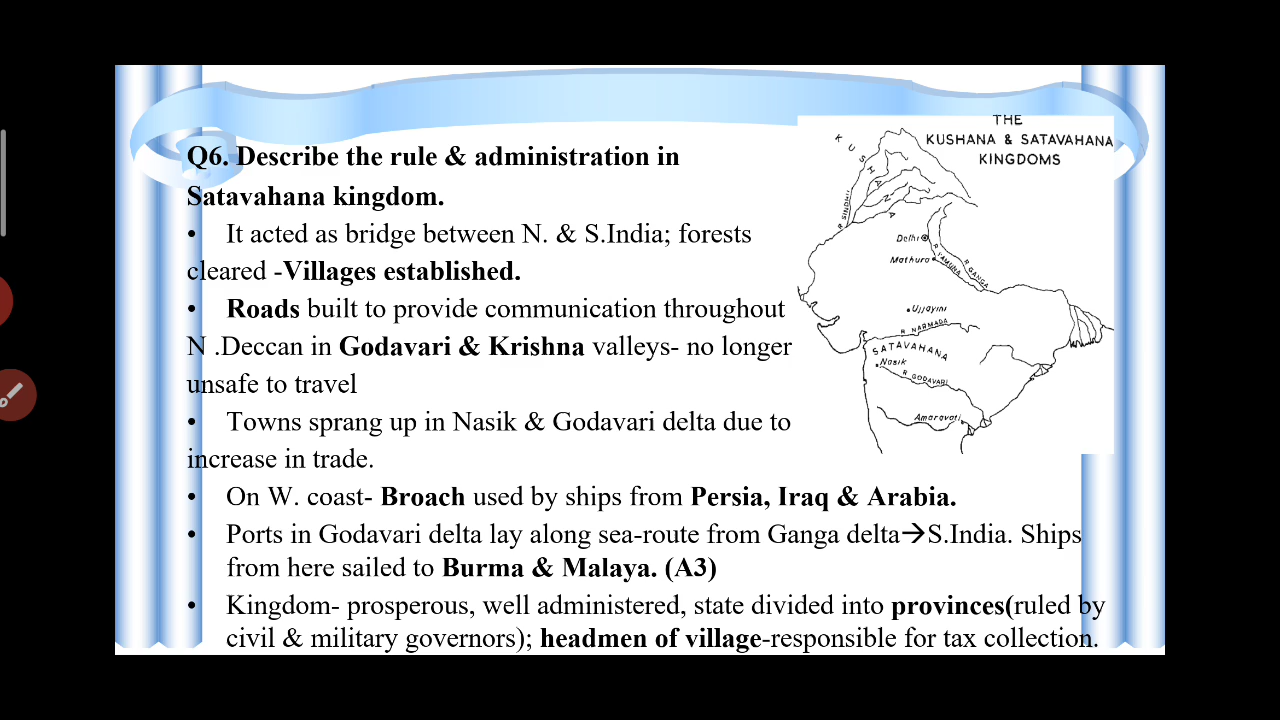 THE
KUSHANA & SATAVAHANA
KINGDOMS
Q6. Describe the rule & administration in
Satavahana kingdom.
• It acted as bridge between N. & S.India; forests
cleared -Villages established.
• Roads built to provide communication throughout
N .Deccan in Godavari & Krishna valleys- no longer
unsafe to travel
• Towns sprang up in Nasik & Godavari delta due to
increase in trade.
• On W. coast- Broach used by ships from Persia, Iraq & Arabia.
• Ports in Godavari delta lay along sea-route from Ganga delta→S.India. Ships
from here sailed to Burma & Malaya. (A3)
• Kingdom- prosperous, well administered, state divided into provinces(ruled by
civil & military governors); headmen of village-responsible for tax collection.
KUSHANA
R SINDHU
Delhi
Mathura
R YAMUNA
R. GANGA
Ujjayini
R NARMADA
SATAVAHANA
Nasik
R GODAVARI
Amaravati